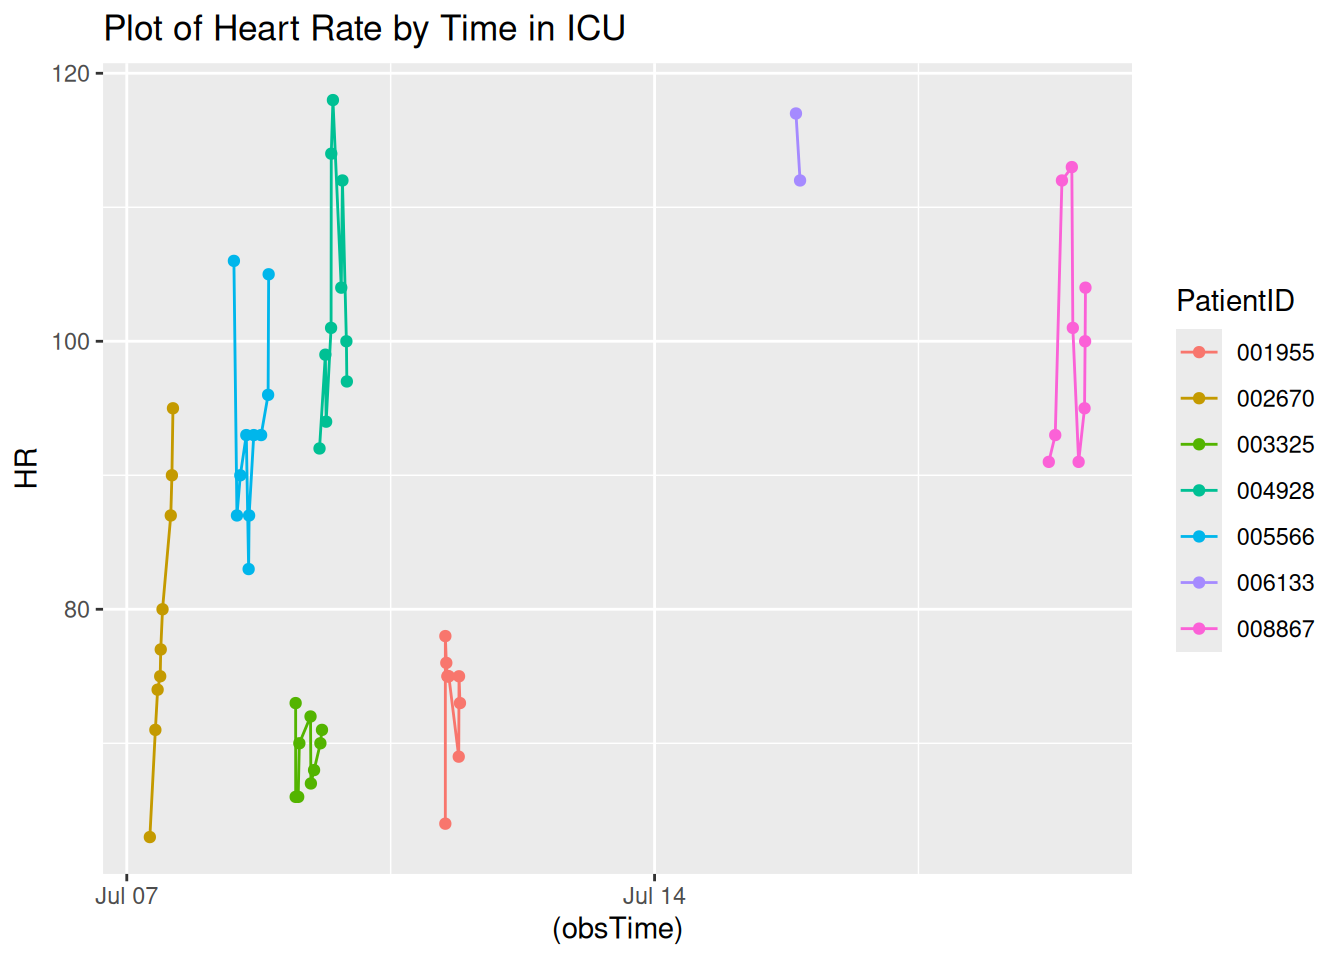 Plot of Heart Rate by Time in ICU
120
100
80
HR
Jul 07
Jul 14
(obsTime)
PatientID
001955
002670
003325
004928
005566
006133
008867